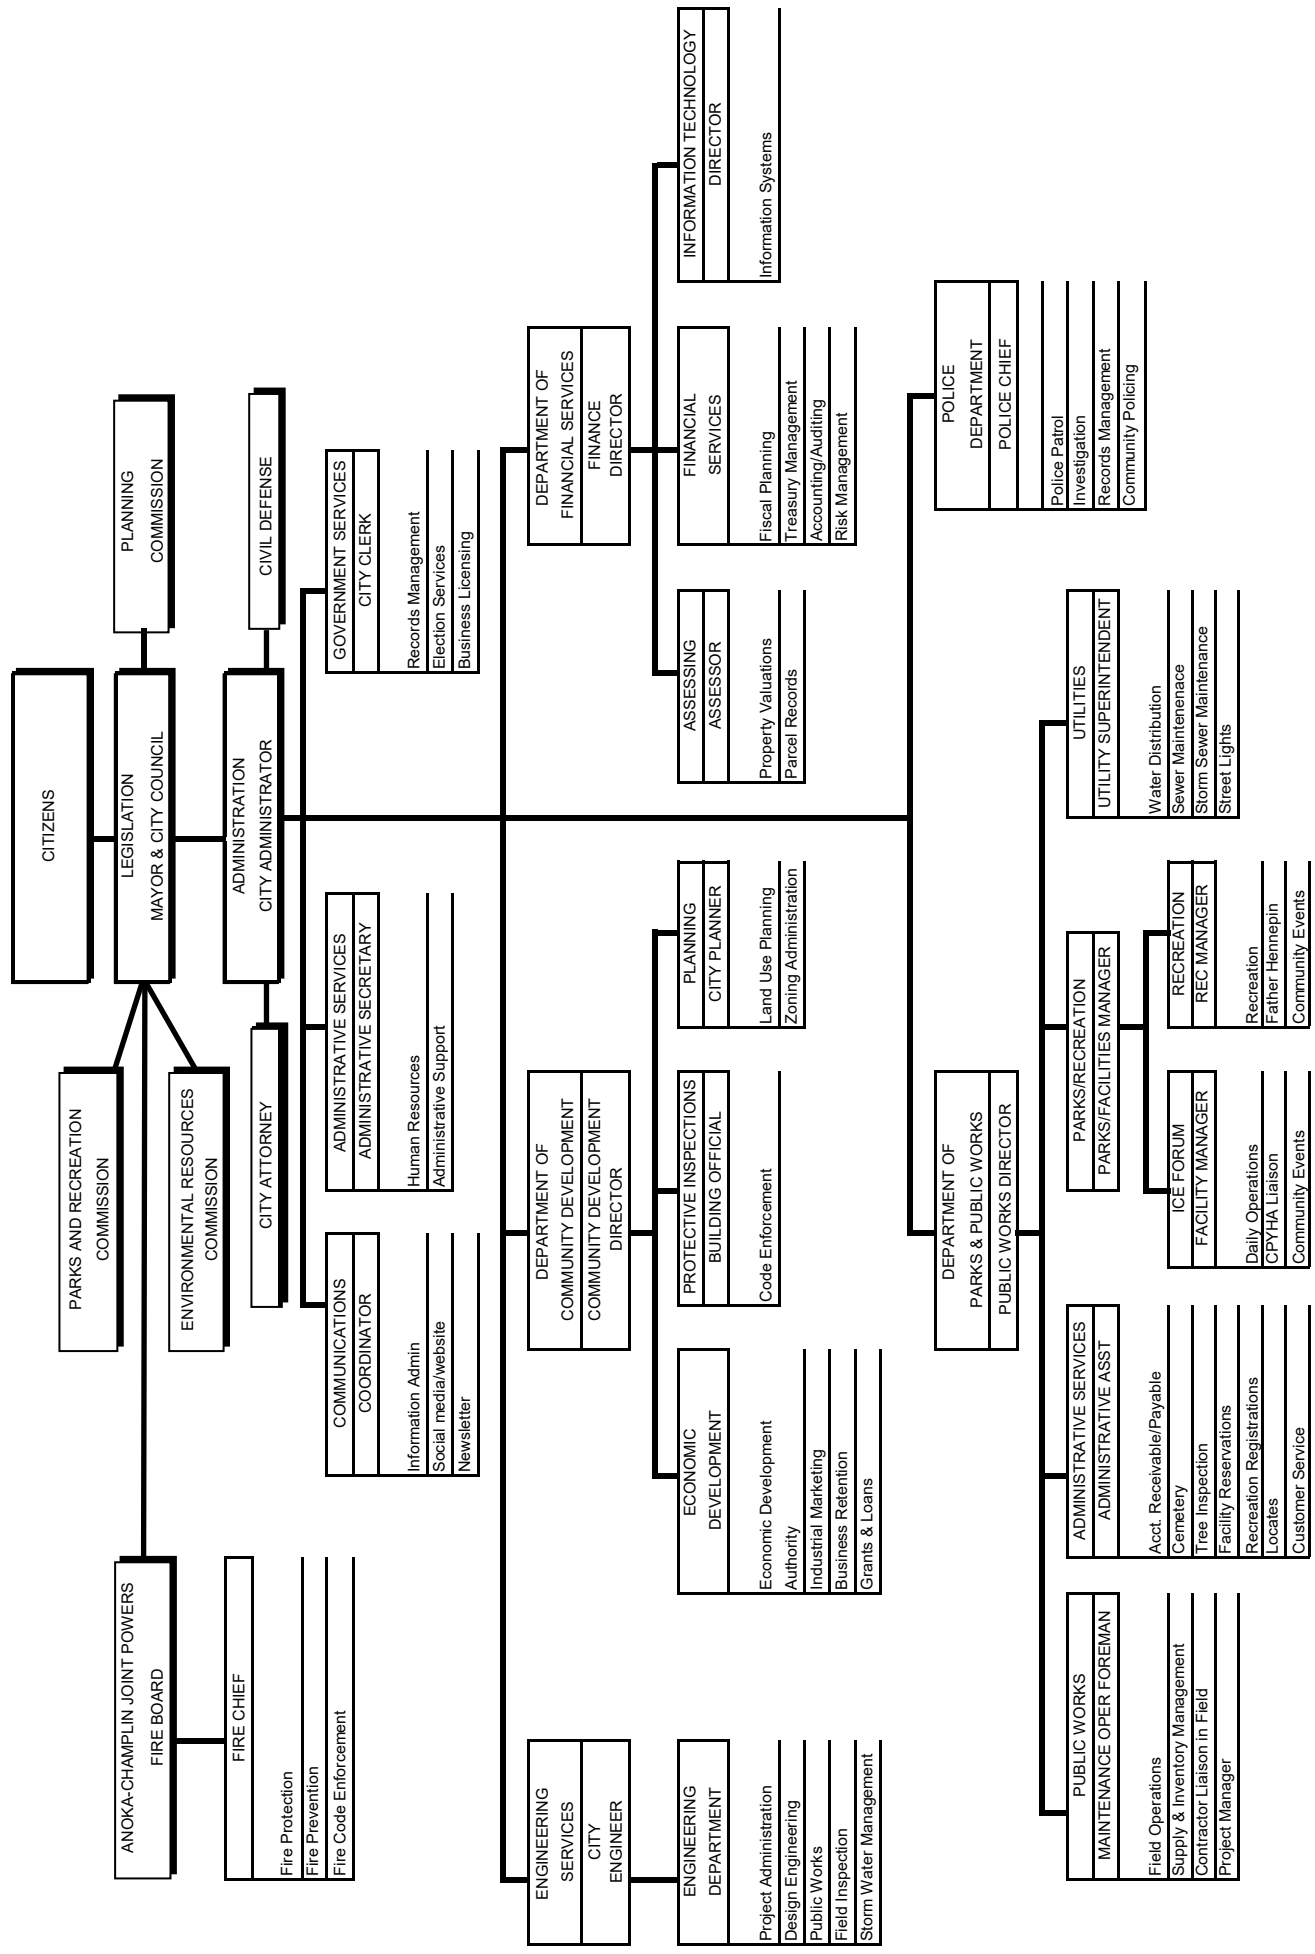 CITIZENS
LEGISLATION
MAYOR & CITY COUNCIL
PLANNING
COMMISSION
PARKS AND RECREATION
COMMISSION
ENVIRONMENTAL RESOURCES
COMMISSION
ANOKA-CHAMPLIN JOINT POWERS
FIRE BOARD
FIRE CHIEF
Fire Protection
Fire Prevention
Fire Code Enforcement
ADMINISTRATION
CITY ADMINISTRATOR
CITY ATTORNEY
CIVIL DEFENSE
COMMUNICATIONS
COORDINATOR
Information Admin
Social media/website
Newsletter
ADMINISTRATIVE SERVICES
ADMINISTRATIVE SECRETARY
Human Resources
Administrative Support
GOVERNMENT SERVICES
CITY CLERK
Records Management
Election Services
Business Licensing
ENGINEERING
SERVICES
CITY
ENGINEER
ENGINEERING
DEPARTMENT
Project Administration
Design Engineering
Public Works
Field Inspection
Storm Water Management
DEPARTMENT OF
COMMUNITY DEVELOPMENT
COMMUNITY DEVELOPMENT
DIRECTOR
ECONOMIC
DEVELOPMENT
Economic Development
Authority
Industrial Marketing
Business Retention
Grants & Loans
PROTECTIVE INSPECTIONS
BUILDING OFFICIAL
Code Enforcement
PLANNING
CITY PLANNER
Land Use Planning
Zoning Administration
DEPARTMENT OF
FINANCIAL SERVICES
FINANCE
DIRECTOR
ASSESSING
ASSESSOR
Property Valuations
Parcel Records
FINANCIAL
SERVICES
Fiscal Planning
Treasury Management
Accounting/Auditing
Risk Management
INFORMATION TECHNOLOGY
DIRECTOR
Information Systems
DEPARTMENT OF
PARKS & PUBLIC WORKS
PUBLIC WORKS DIRECTOR
PUBLIC WORKS
MAINTENANCE OPER FOREMAN
Field Operations
Supply & Inventory Management
Contractor Liaison in Field
Project Manager
ADMINISTRATIVE SERVICES
ADMINISTRATIVE ASST
Acct. Receivable/Payable
Cemetery
Tree Inspection
Facility Reservations
Recreation Registrations
Locates
Customer Service
PARKS/RECREATION
PARKS/FACILITIES MANAGER
ICE FORUM
FACILITY MANAGER
Daily Operations
CPYHA Liaison
Community Events
RECREATION
REC MANAGER
Recreation
Father Hennepin
Community Events
UTILITIES
UTILITY SUPERINTENDENT
Water Distribution
Sewer Maintenenace
Storm Sewer Maintenance
Street Lights
POLICE
DEPARTMENT
POLICE CHIEF
Police Patrol
Investigation
Records Management
Community Policing